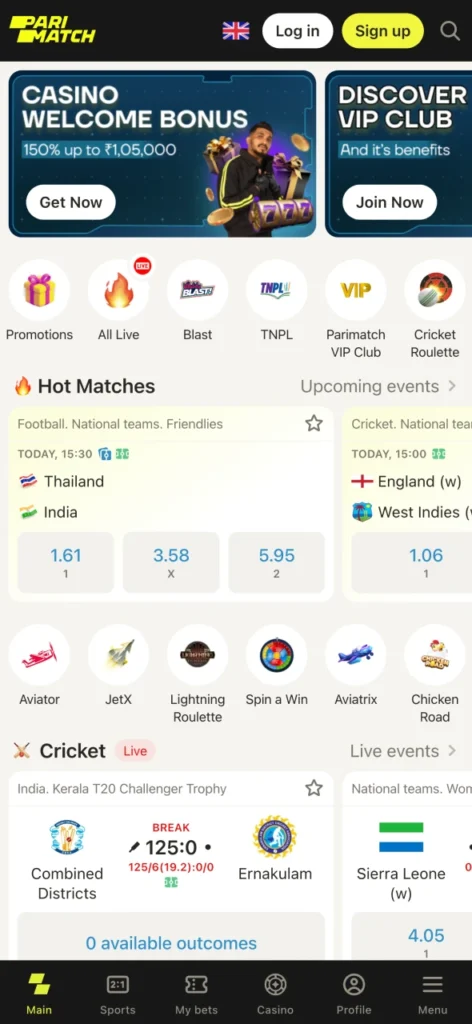 PARI
MATCH
Log in
Sign up
CASINO
WELCOME BONUS
150% up to ₹1,05,000
Get Now
DISCOVER
VIP CLUB
And it's benefits
Join Now
LIVE
BLAST!
TNPL
VIP
Promotions
All Live
Blast
TNPL
Parimatch
VIP Club
Cricket
Roulette
Hot Matches
Upcoming events
Football. National teams. Friendlies
TODAY, 15:30
Thailand
India
1.61
1
3.58
X
5.95
2
Cricket. National
TODAY, 15:00
England (w)
West Indies
1.06
1
CHICKEN
ROAD
Aviator
JetX
Lightning
Roulette
Spin a Win
Aviatrix
Chicken
Road
Cricket
Live
Live events
India. Kerala T20 Challenger Trophy
BREAK
125:0
125/6(19.2):0/0
Combined
Districts
Ernakulam
0 available outcomes
National teams.
Sierra Leone
(w)
4.05
1
2:1
Main
Sports
My bets
Casino
Profile
Menu